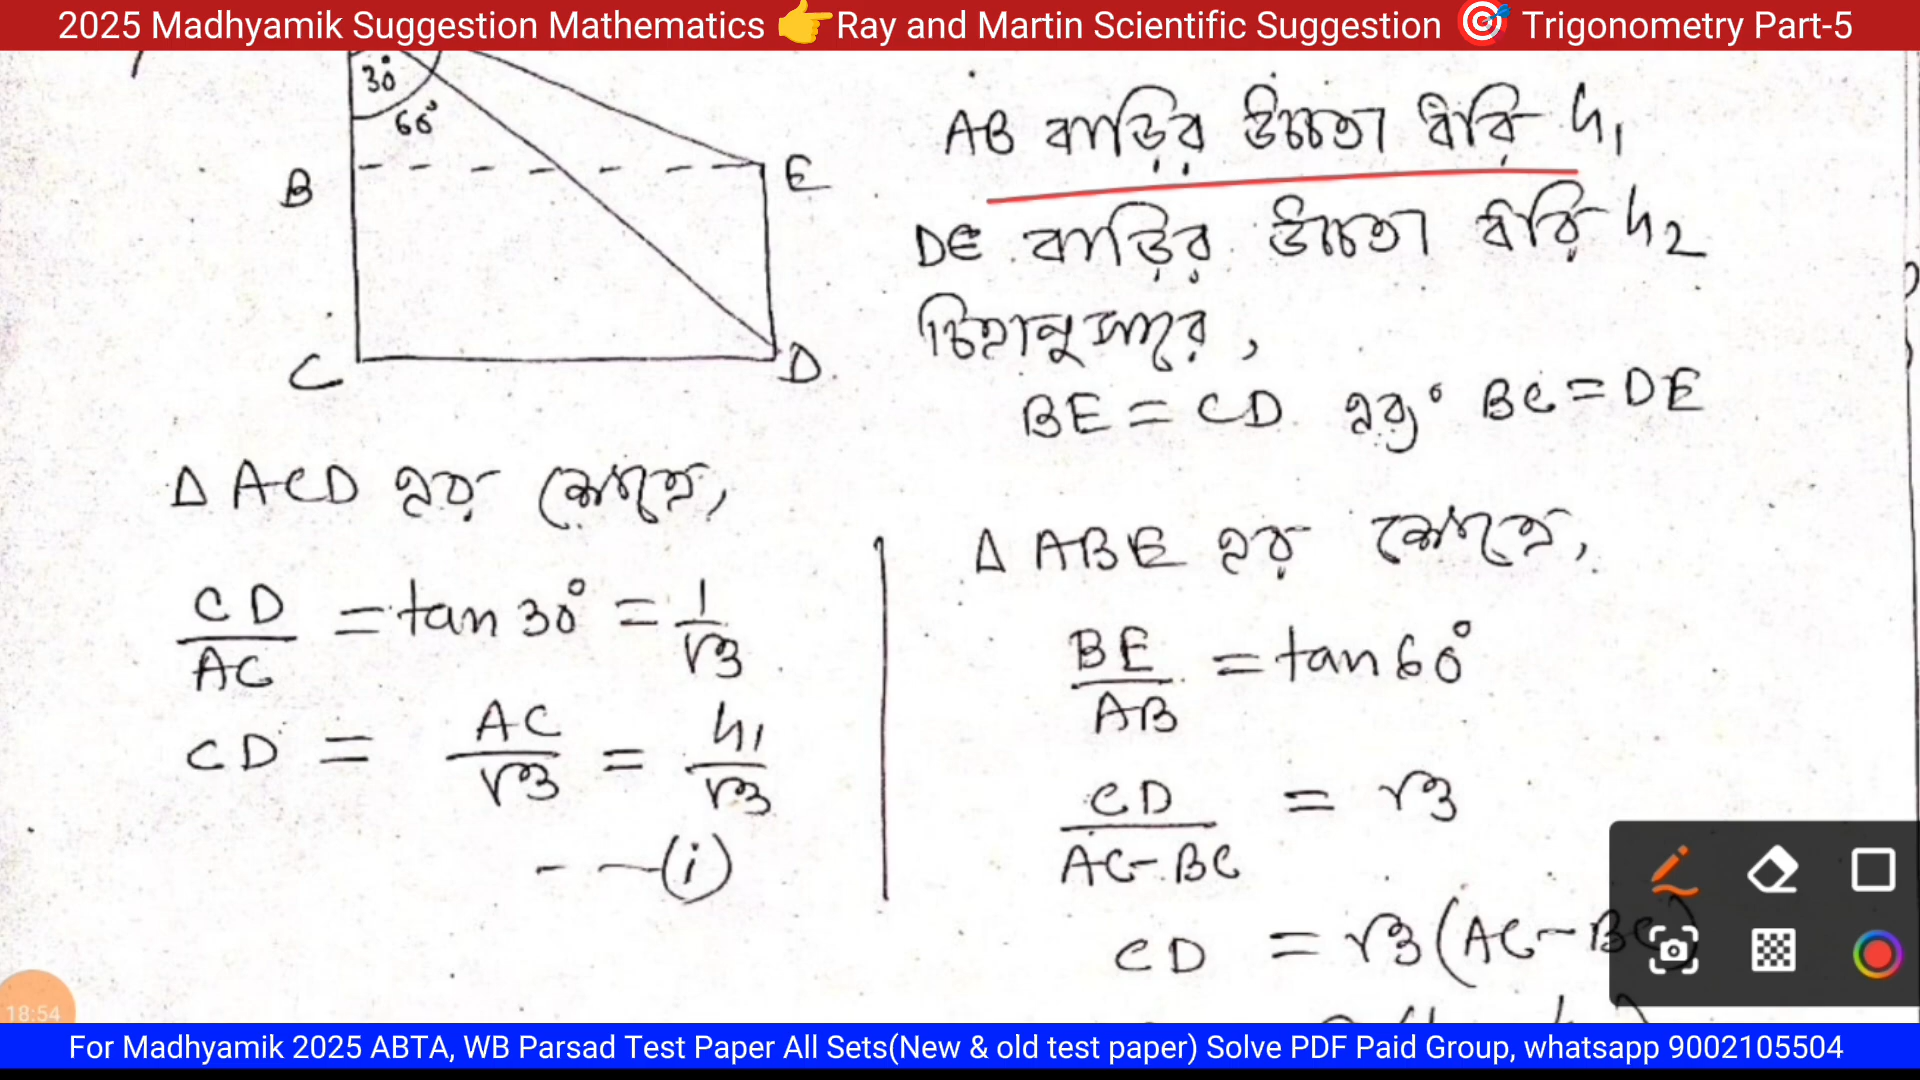 2025 Madhyamik Suggestion Mathematics 👉Ray and Martin Scientific Suggestion 🎯 Trigonometry Part-5
30°
60°
B
E
C
D
AB বাড়ির উচ্চতা ধরি h₁
DE বাড়ির উচ্চতা ধরি h₂
চিত্রানুসারে,
BE = CD এবং BC = DE
Δ ACD এর ক্ষেত্রে,
CD/AC = tan 30° = 1/√3
CD = AC/√3 = h₁/√3
- - -(i)
Δ ABE এর ক্ষেত্রে,
BE/AB = tan 60°
CD/AC-BC = √3
CD = √3 (AC-BC)
18:54
For Madhyamik 2025 ABTA, WB Parsad Test Paper All Sets(New & old test paper) Solve PDF Paid Group, whatsapp 9002105504